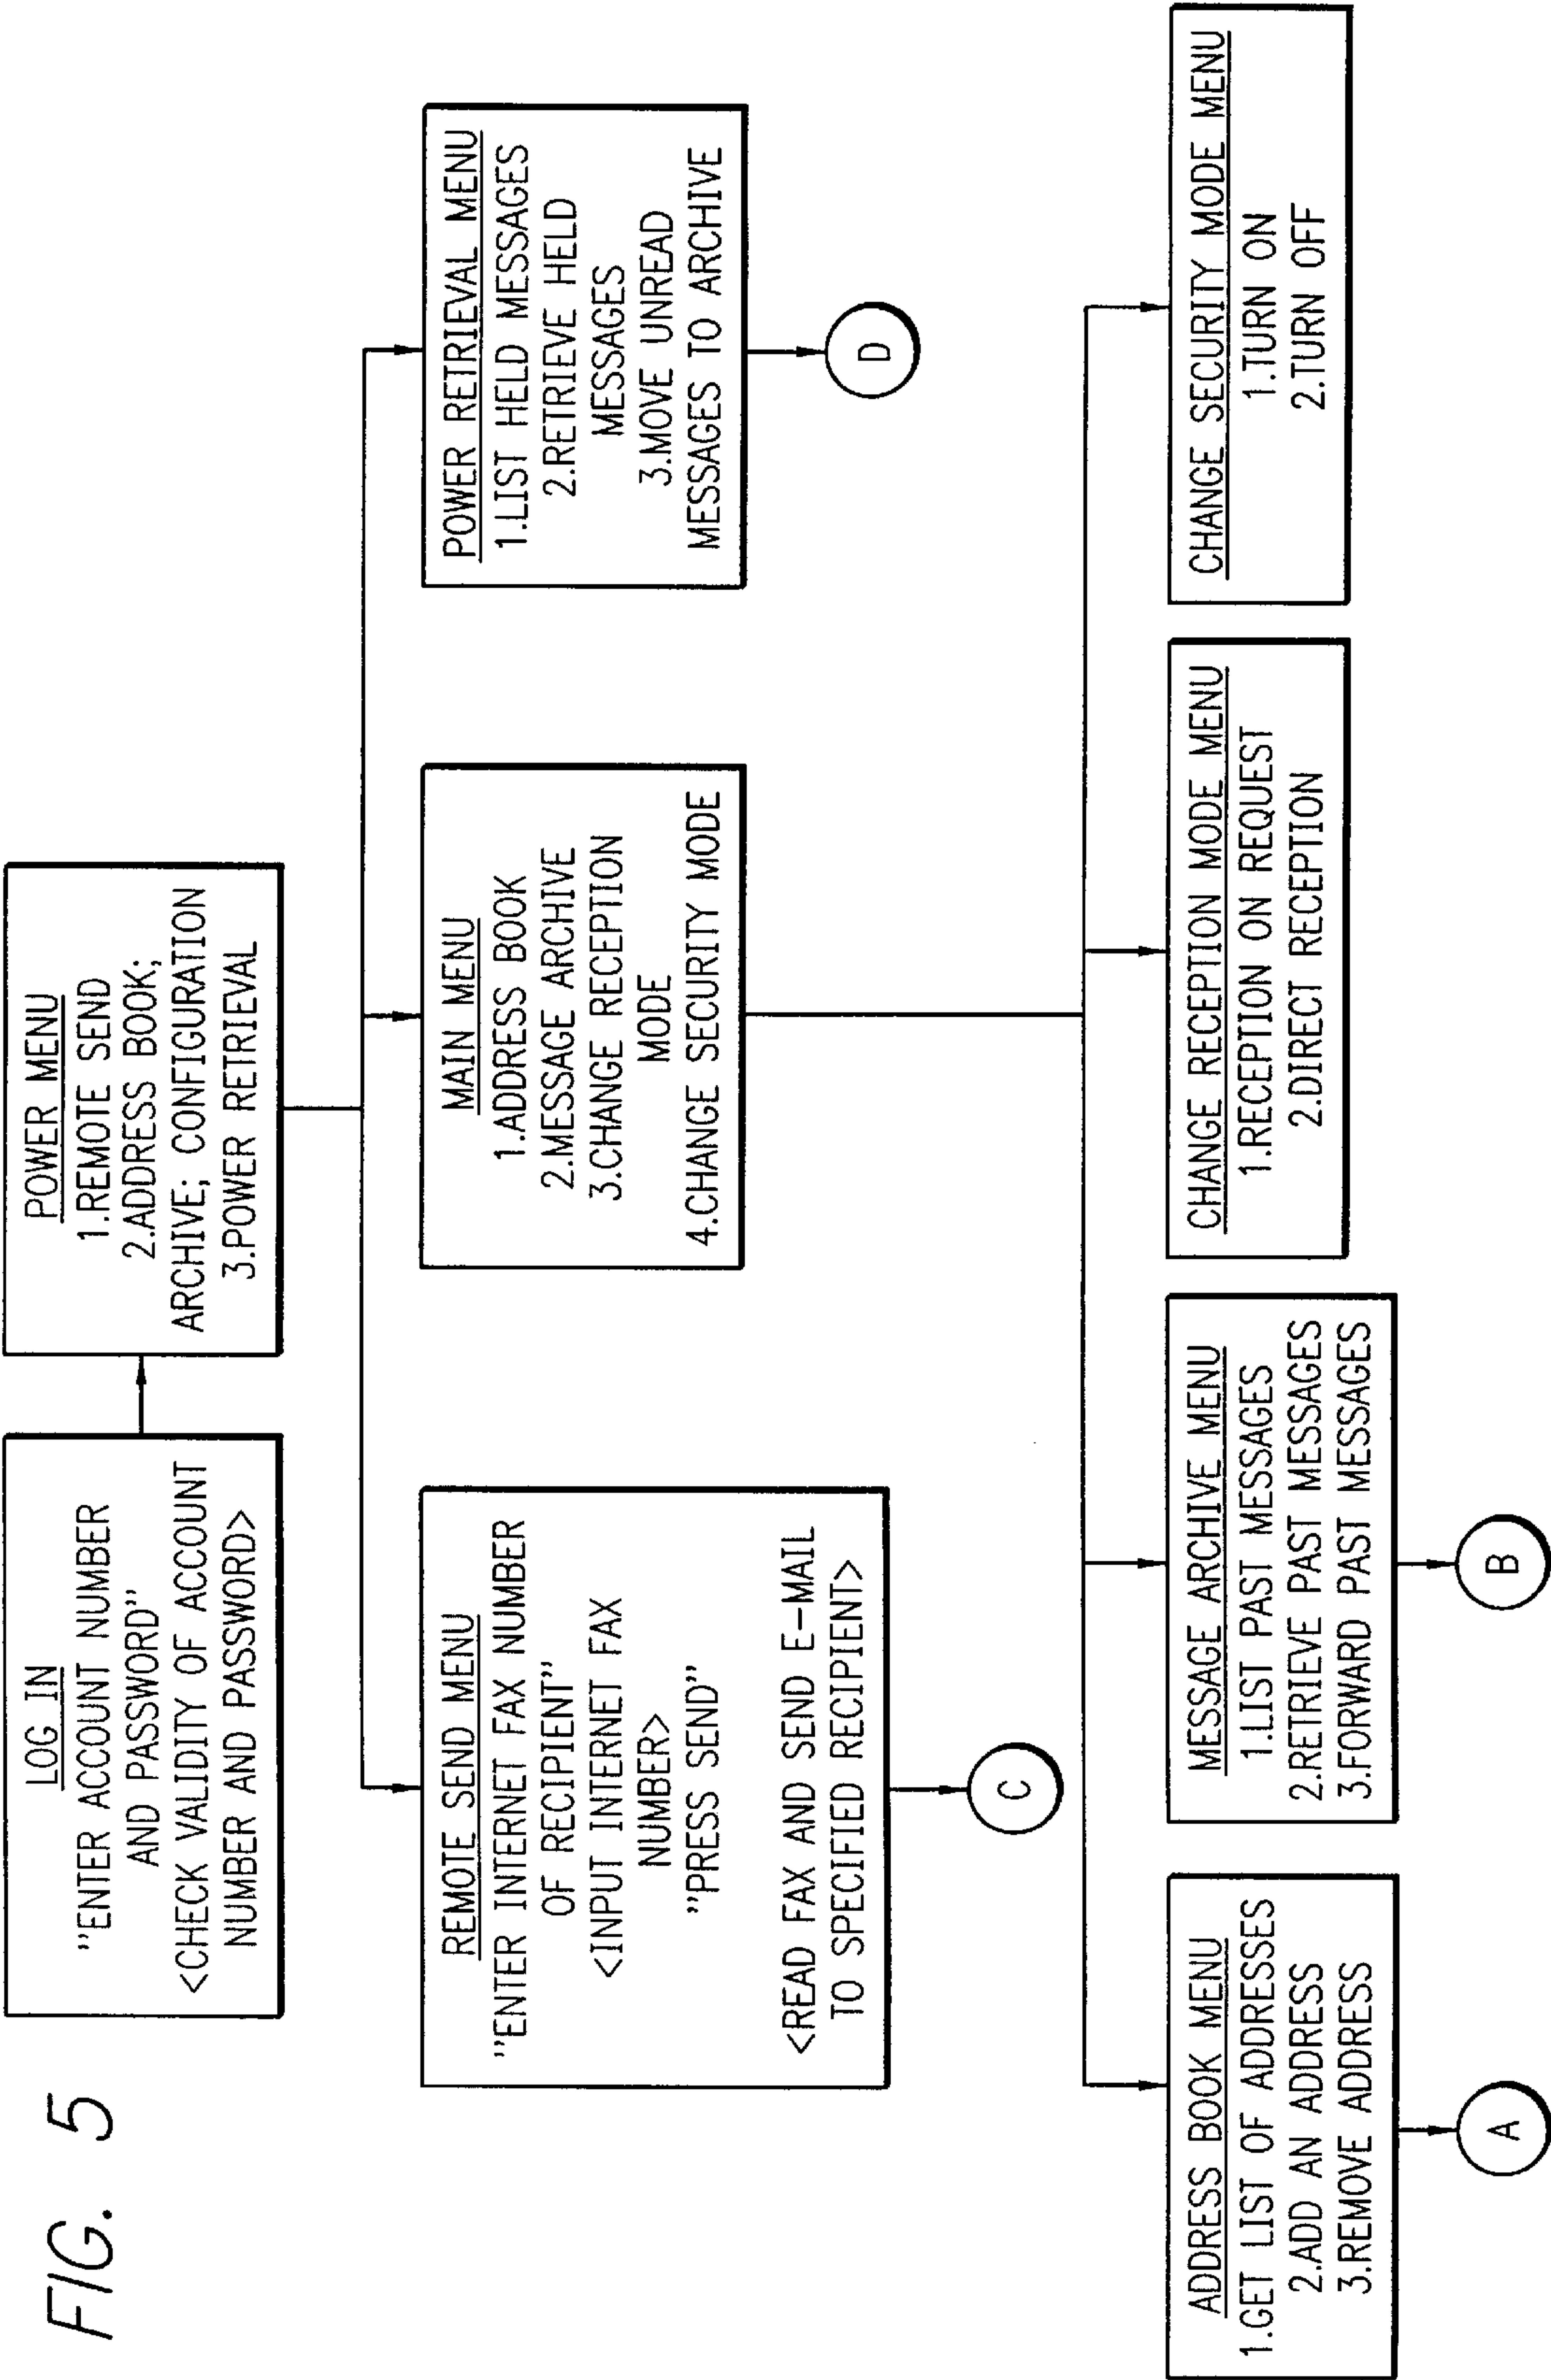 FIG. 5
LOG IN
"ENTER ACCOUNT NUMBER
AND PASSWORD"
<CHECK VALIDITY OF ACCOUNT
NUMBER AND PASSWORD>
POWER MENU
1.REMOTE SEND
2.ADDRESS BOOK;
ARCHIVE; CONFIGURATION
3.POWER RETRIEVAL
REMOTE SEND MENU
"ENTER INTERNET FAX NUMBER
OF RECIPIENT"
<INPUT INTERNET FAX
NUMBER>
"PRESS SEND"
<READ FAX AND SEND E-MAIL
TO SPECIFIED RECIPIENT>
C
MAIN MENU
1.ADDRESS BOOK
2.MESSAGE ARCHIVE
3.CHANGE RECEPTION
MODE
4.CHANGE SECURITY MODE
POWER RETRIEVAL MENU
1.LIST HELD MESSAGES
2.RETRIEVE HELD
MESSAGES
3.MOVE UNREAD
MESSAGES TO ARCHIVE
D
ADDRESS BOOK MENU
1.GET LIST OF ADDRESSES
2.ADD AN ADDRESS
3.REMOVE ADDRESS
A
MESSAGE ARCHIVE MENU
1.LIST PAST MESSAGES
2.RETRIEVE PAST MESSAGES
3.FORWARD PAST MESSAGES
B
CHANGE RECEPTION MODE MENU
1.RECEPTION ON REQUEST
2.DIRECT RECEPTION
CHANGE SECURITY MODE MENU
1.TURN ON
2.TURN OFF